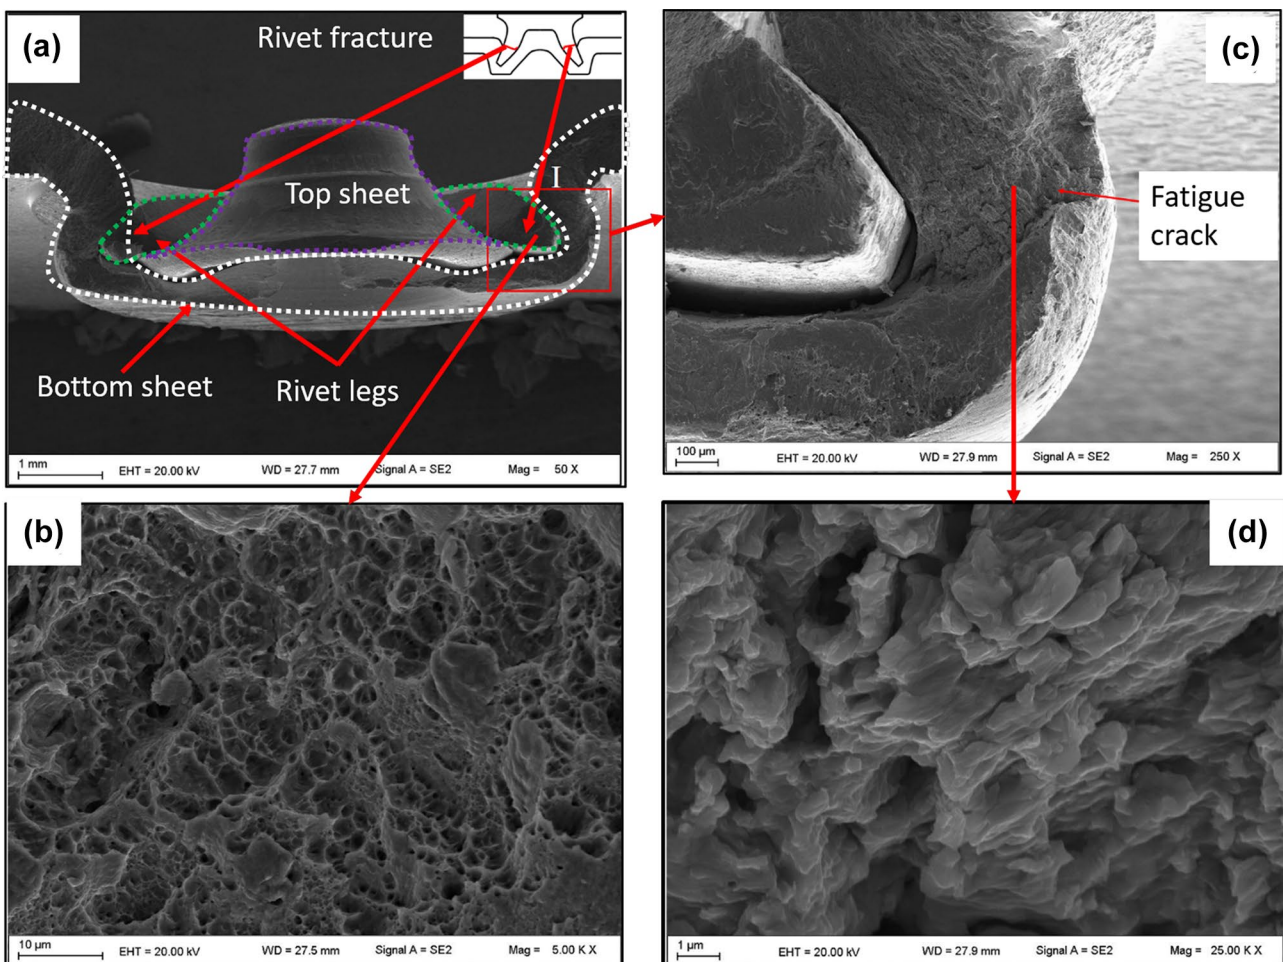 (a)
Rivet fracture
Top sheet
I
Bottom sheet
Rivet legs
1 mm
EHT = 20.00 kV
WD = 27.7 mm
Signal A = SE2
Mag = 50 X
(c)
Fatigue
crack
100 µm
EHT = 20.00 kV
WD = 27.9 mm
Signal A = SE2
Mag = 250 X
(b)
10 µm
EHT = 20.00 kV
WD = 27.5 mm
Signal A = SE2
Mag = 5.00 K X
(d)
1 µm
EHT = 20.00 kV
WD = 27.9 mm
Signal A = SE2
Mag = 25.00 K X